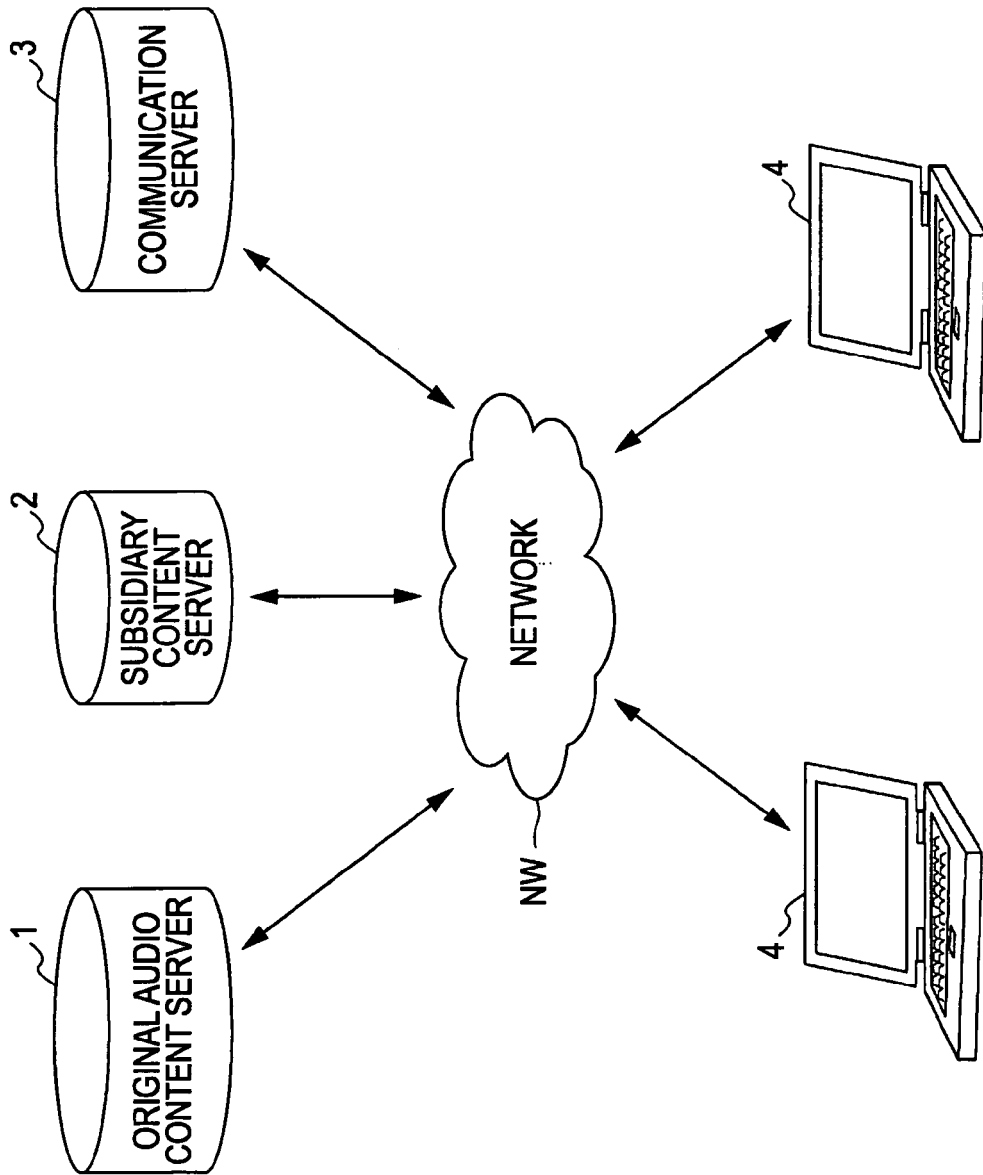 1
ORIGINAL AUDIO
CONTENT SERVER
2
SUBSIDIARY
CONTENT
SERVER
3
COMMUNICATION
SERVER
NW
NETWORK
4
4